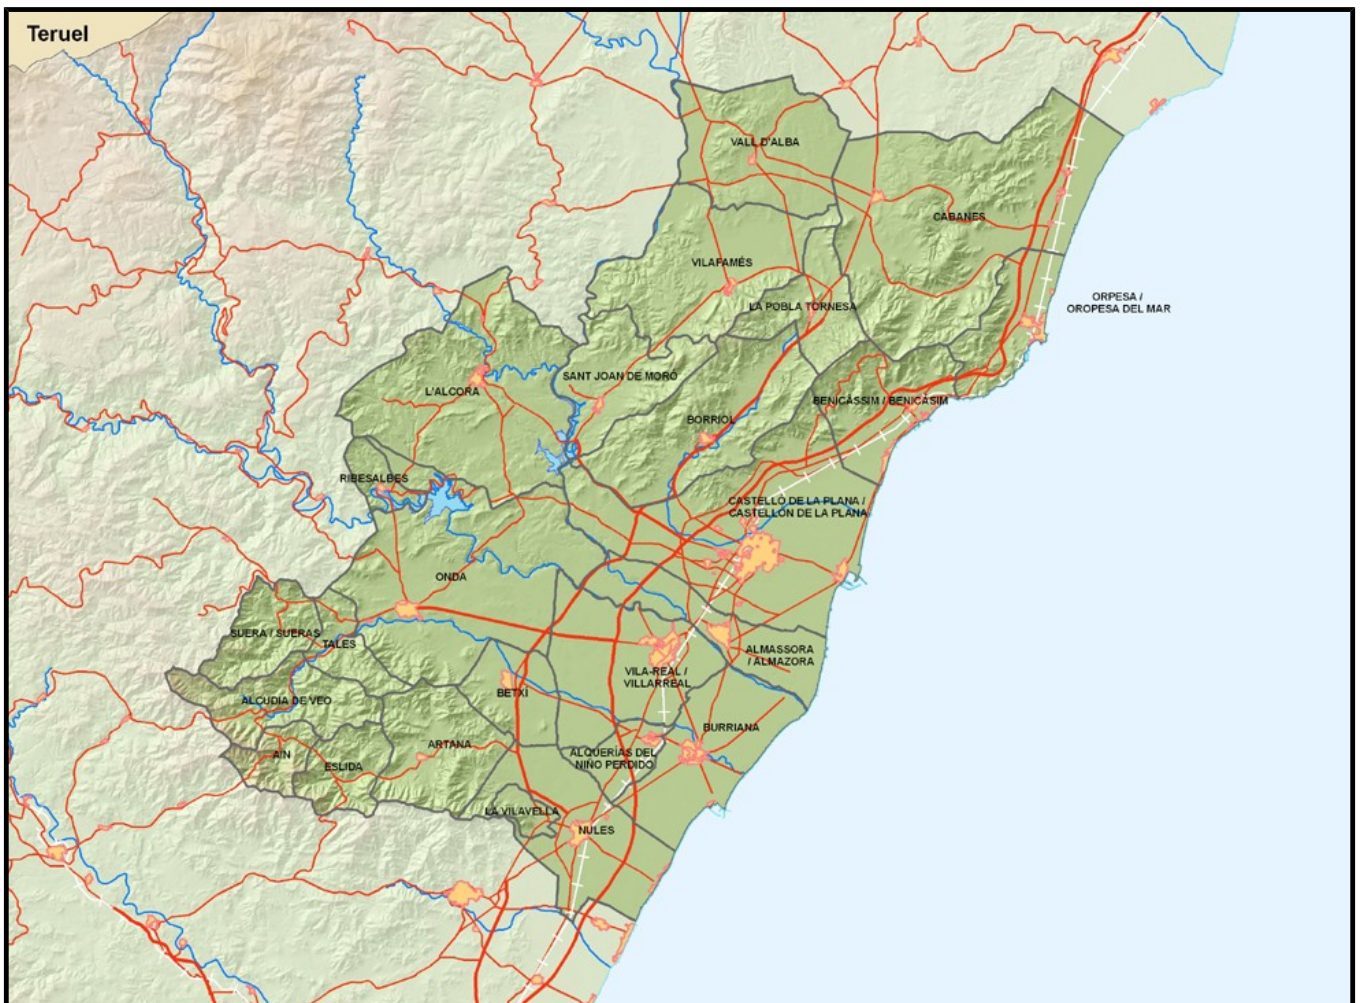 Teruel
VALL D'ALBA
CABANES
VILAFAMÉS
ORPESA /
OROPESA DEL MAR
LA POBLA TORNESA
SANT JOAN DE MORÓ
L'ALCORA
BENICÀSSIM / BENICASIM
BORRIOL
RIBESALBES
CASTELLÓ DE LA PLANA /
CASTELLÓN DE LA PLANA
ONDA
SUERA / SUERAS
TALES
ALMASSORA
/ ALMAZORA
VILA-REAL /
VILLARREAL
BETXÍ
ALCUDIA DE VEO
BURRIANA
ARTANA
AÍN
ALQUERÍAS DEL
NIÑO PERDIDO
ESLIDA
LA VILAVELLA
NULES